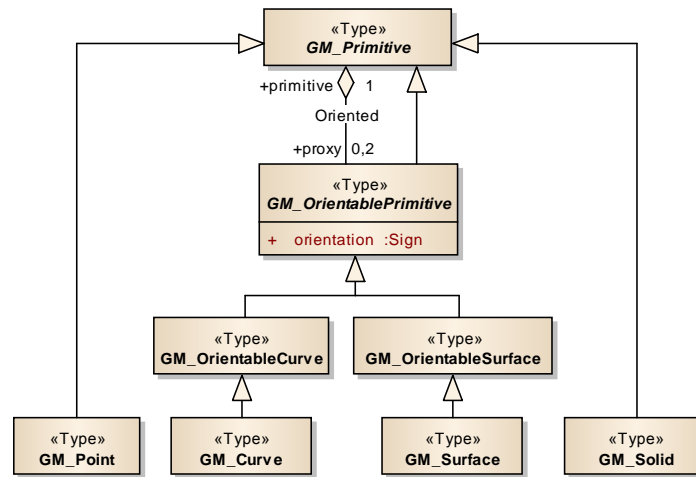 «Type»
GM_Primitive
+primitive 1
Oriented
+proxy 0,2
«Type»
GM_OrientablePrimitive
+ orientation :Sign
«Type»
GM_OrientableCurve
«Type»
GM_OrientableSurface
«Type»
GM_Point
«Type»
GM_Curve
«Type»
GM_Surface
«Type»
GM_Solid